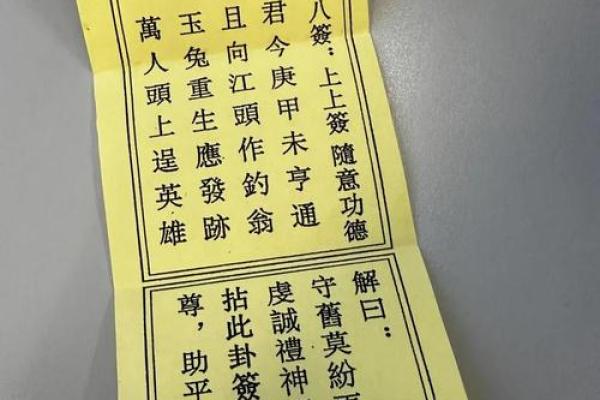 八簽：上上簽 隨意功德
君今庚甲未亨通
且向江頭作釣翁
玉兔重生應發跡
萬人頭上逞英雄
解曰：
守舊莫紛
虔誠禮神
拈此卦簽
尊，助平